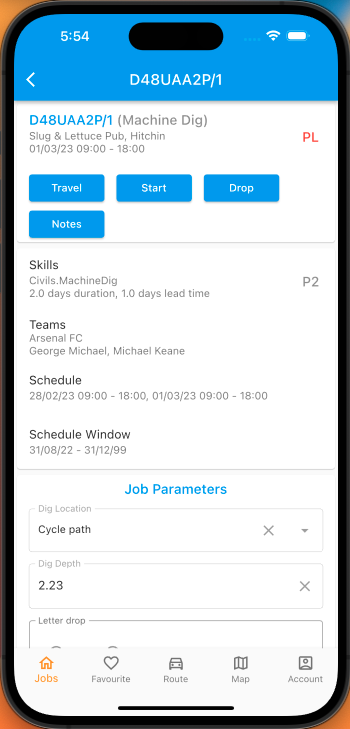 5:54
D48UAA2P/1
D48UAA2P/1 (Machine Dig)
Slug & Lettuce Pub, Hitchin
01/03/23 09:00 - 18:00
PL
Travel
Start
Drop
Notes
Skills
Civils.MachineDig
2.0 days duration, 1.0 days lead time
P2
Teams
Arsenal FC
George Michael, Michael Keane
Schedule
28/02/23 09:00 - 18:00, 01/03/23 09:00 - 18:00
Schedule Window
31/08/22 - 31/12/99
Job Parameters
Dig Location
Cycle path
Dig Depth
2.23
Letter drop
Jobs
Favourite
Route
Map
Account